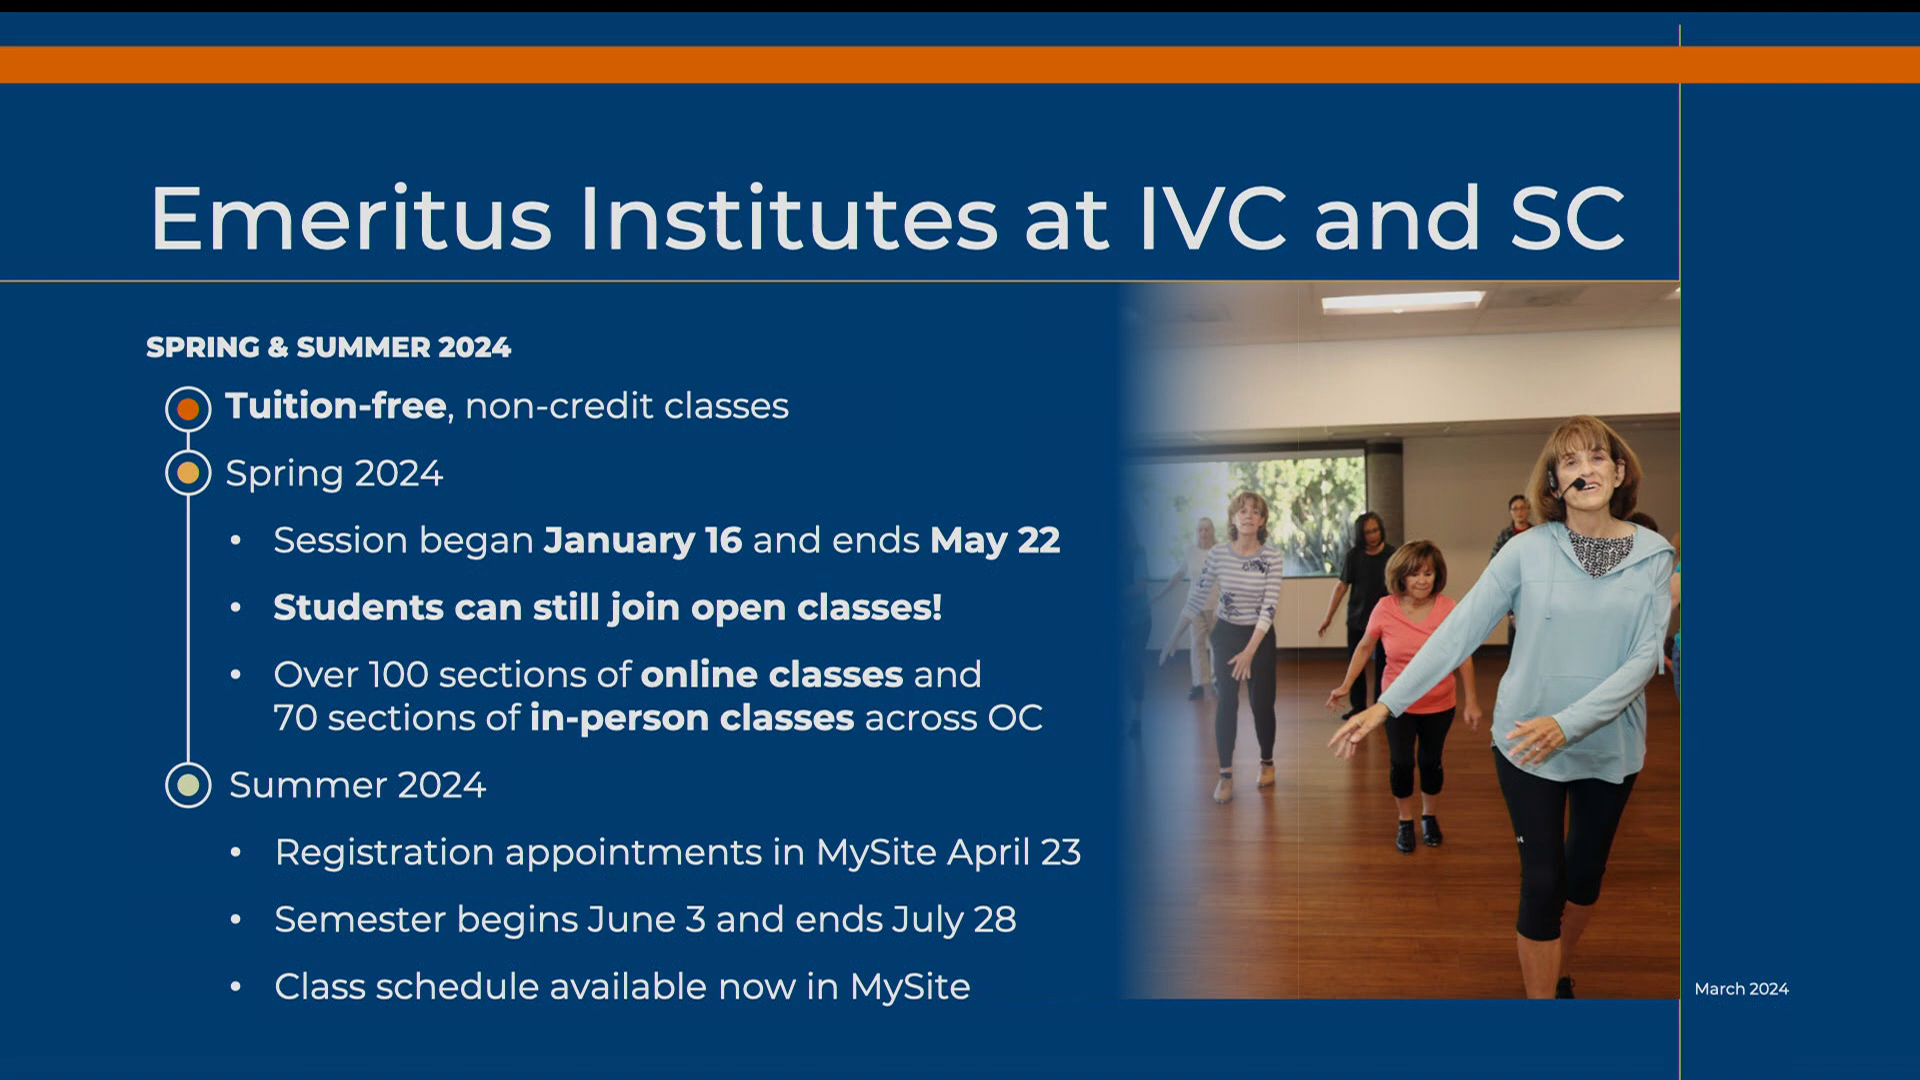 Emeritus Institutes at IVC and SC
SPRING & SUMMER 2024
Tuition-free, non-credit classes
Spring 2024
• Session began January 16 and ends May 22
• Students can still join open classes!
• Over 100 sections of online classes and
70 sections of in-person classes across OC
Summer 2024
• Registration appointments in MySite April 23
• Semester begins June 3 and ends July 28
• Class schedule available now in MySite
March 2024